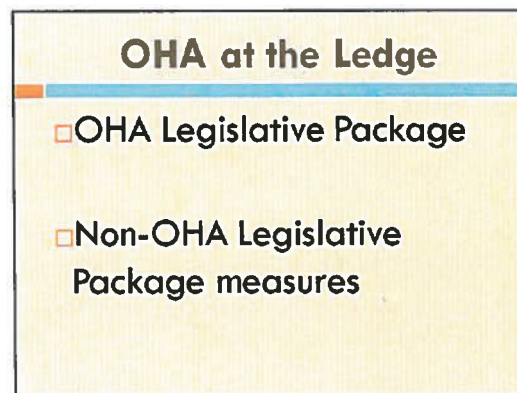 OHA at the Ledge
OHA Legislative Package
Non-OHA Legislative
Package measures